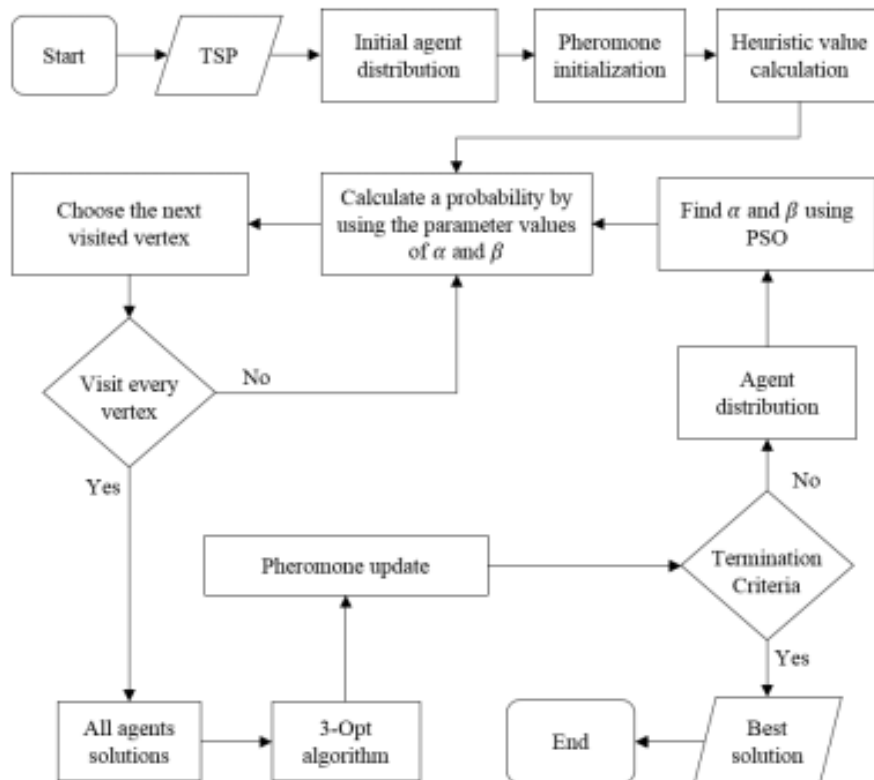 Start
TSP
Initial agent
distribution
Pheromone
initialization
Heuristic value
calculation
Choose the next
visited vertex
Calculate a probability by
using the parameter values
of α and β
Find α and β using
PSO
Visit every
vertex
No
Agent
distribution
Yes
No
Pheromone update
Termination
Criteria
Yes
All agents
solutions
3-Opt
algorithm
End
Best
solution